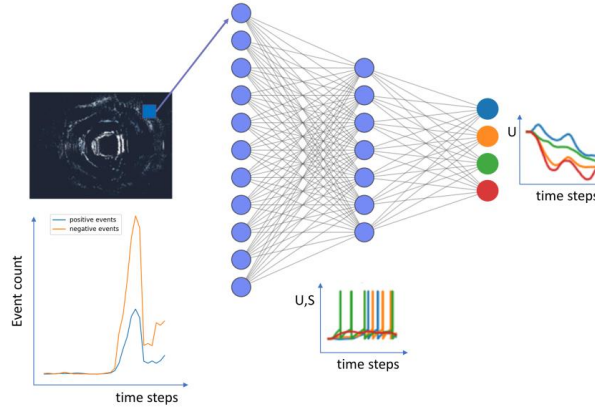 U
time steps
positive events
negative events
Event count
U,S
time steps
time steps